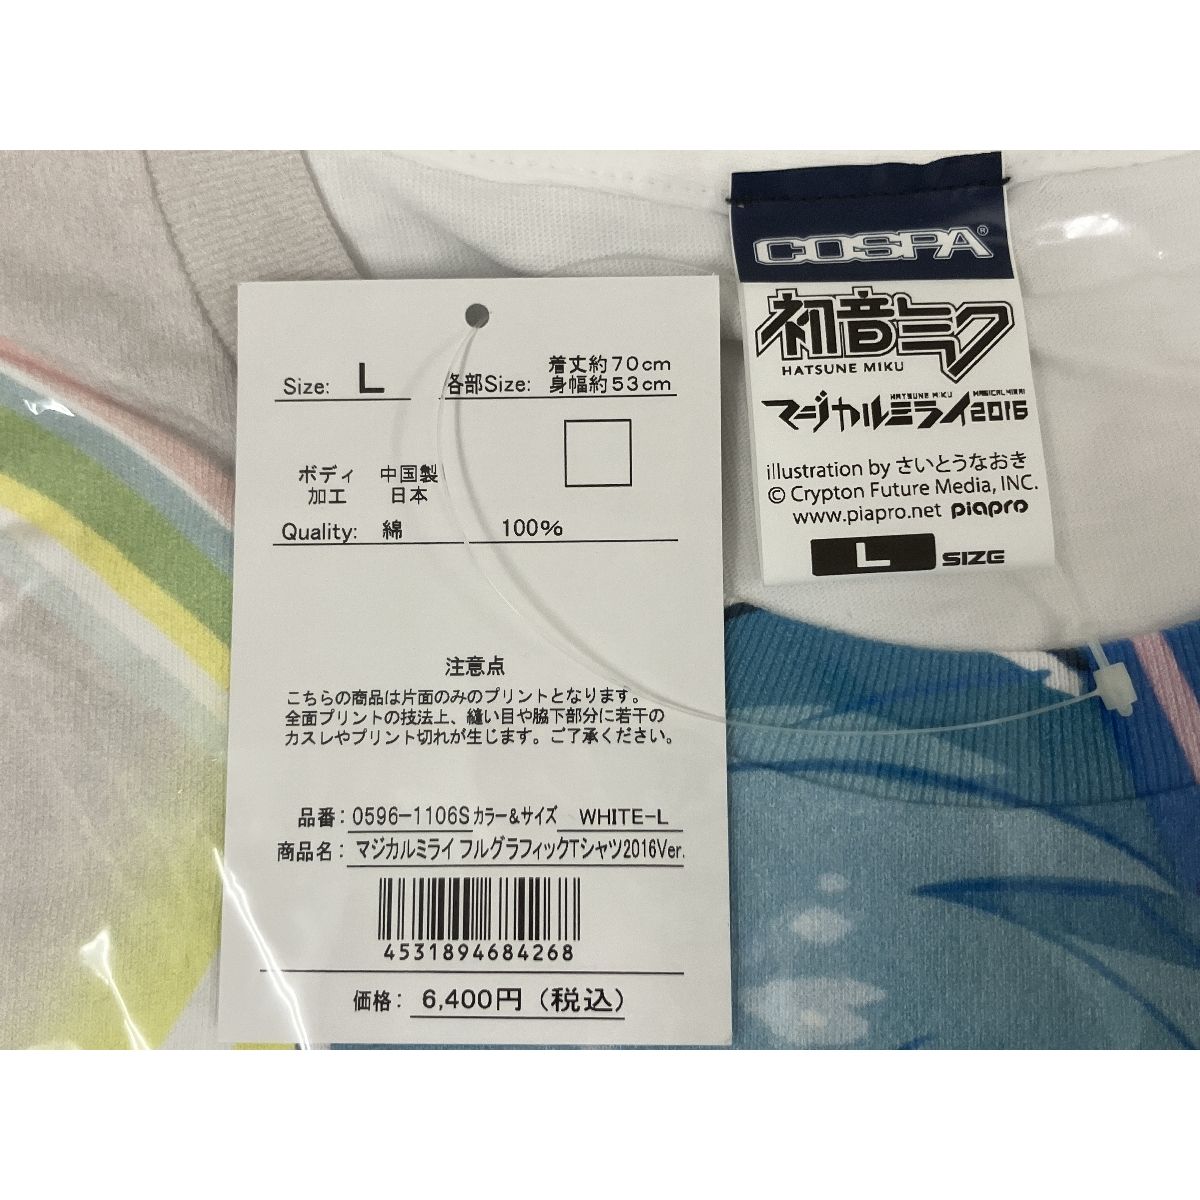 Size: L 各部Size: 着丈約70cm
身幅約53cm
ボディ 中国製
加工 日本
Quality: 綿 100%
注意点
こちらの商品は片面のみのプリントとなります。
全面プリントの技法上、縫い目や脇下部分に若干の
カスレやプリント切れが生じます。ご了承ください。
品番: 0596-1106S カラー&サイズ WHITE-L
商品名: マジカルミライ フルグラフィックTシャツ2016Ver.
4531894684268
価格: 6,400円 (税込)
COSPA®
初音ミク
HATSUNE MIKU
HATSUNE MIKU MAGICAL MIRAI
マジカルミライ2016
illustration by さいとうなおき
© Crypton Future Media, INC.
www.piapro.net piapro
L SIZE